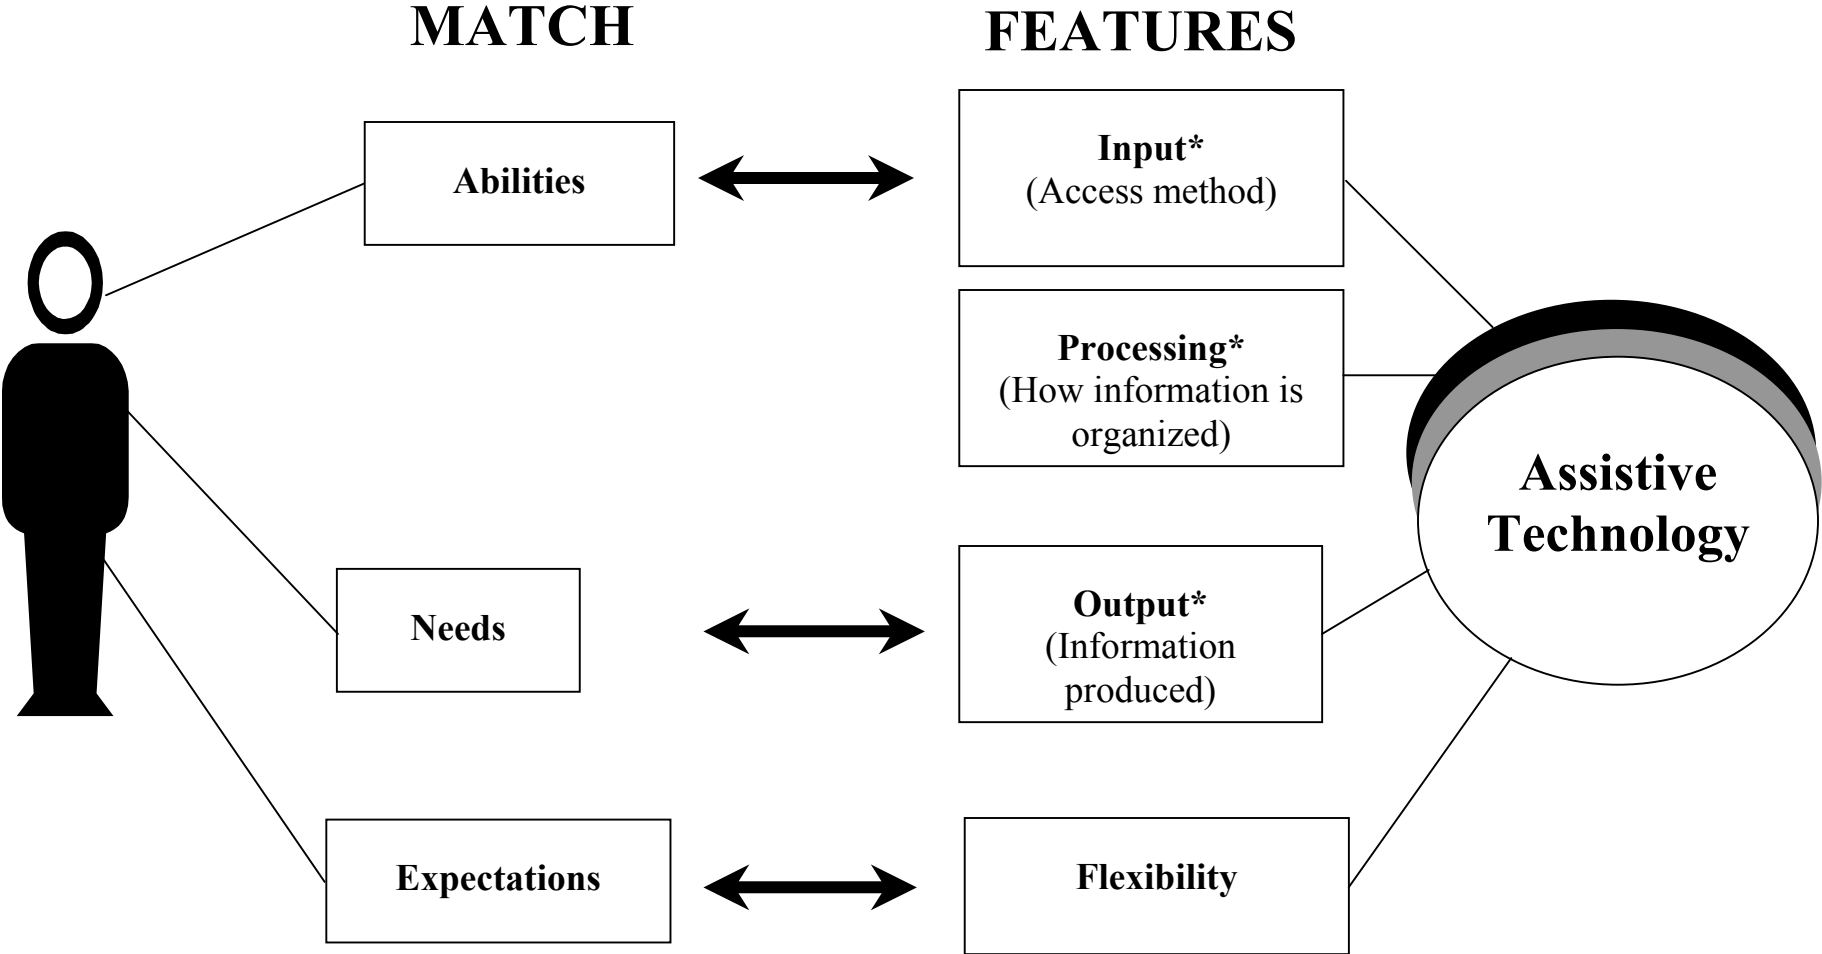 MATCH
FEATURES
Abilities
Input*
(Access method)
Processing*
(How information is
organized)
Assistive
Technology
Needs
Output*
(Information
produced)
Expectations
Flexibility